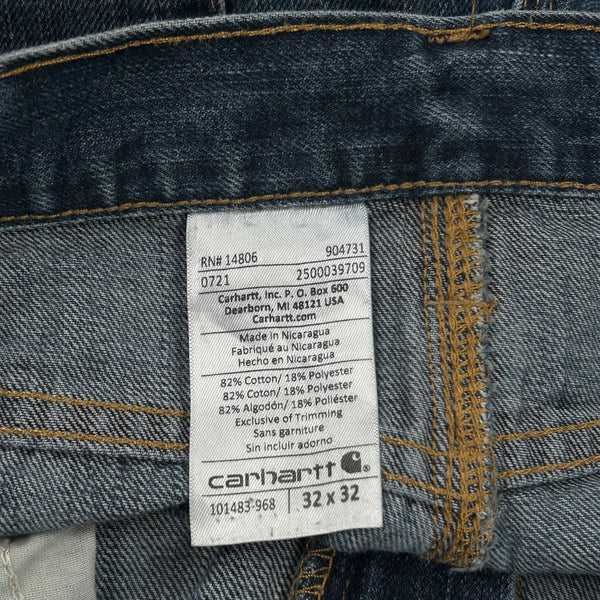 RN# 14806 904731
0721 2500039709
Carhartt, Inc. P. O. Box 600
Dearborn, MI 48121 USA
Carhartt.com
Made in Nicaragua
Fabriqué au Nicaragua
Hecho en Nicaragua
82% Cotton/ 18% Polyester
82% Coton/ 18% Polyester
82% Algodón/ 18% Poliéster
Exclusive of Trimming
Sans garniture
Sin incluir adorno
carhartt
101483-968 32 x 32